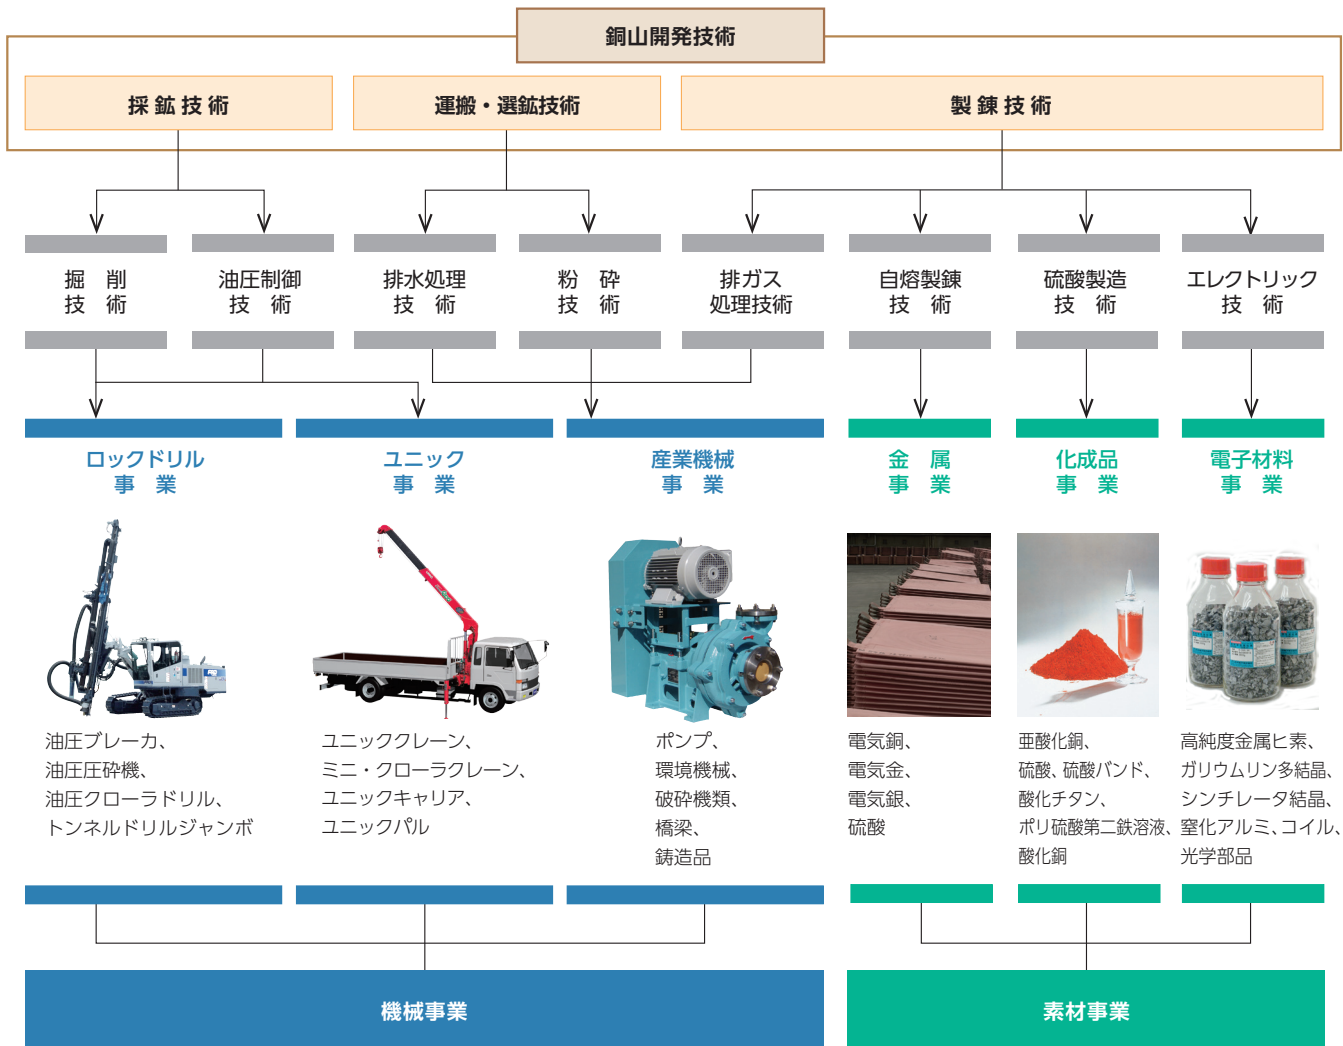 銅山開発技術
採鉱技術
運搬・選鉱技術
製錬技術
掘削
技術
油圧制御
技術
排水処理
技術
粉砕
技術
排ガス
処理技術
自熔製錬
技術
硫酸製造
技術
エレクトリック
技術
ロックドリル
事業
ユニック
事業
産業機械
事業
金属
事業
化成品
事業
電子材料
事業
油圧ブレーカ、
油圧圧砕機、
油圧クローラドリル、
トンネルドリルジャンボ
ユニッククレーン、
ミニ・クローラクレーン、
ユニックキャリア、
ユニックパル
ポンプ、
環境機械、
破砕機類、
橋梁、
鋳造品
電気銅、
電気金、
電気銀、
硫酸
亜酸化銅、
硫酸、硫酸バンド、
酸化チタン、
ポリ硫酸第二鉄溶液、
酸化銅
高純度金属ヒ素、
ガリウムリン多結晶、
シンチレータ結晶、
窒化アルミ、コイル、
光学部品
機械事業
素材事業